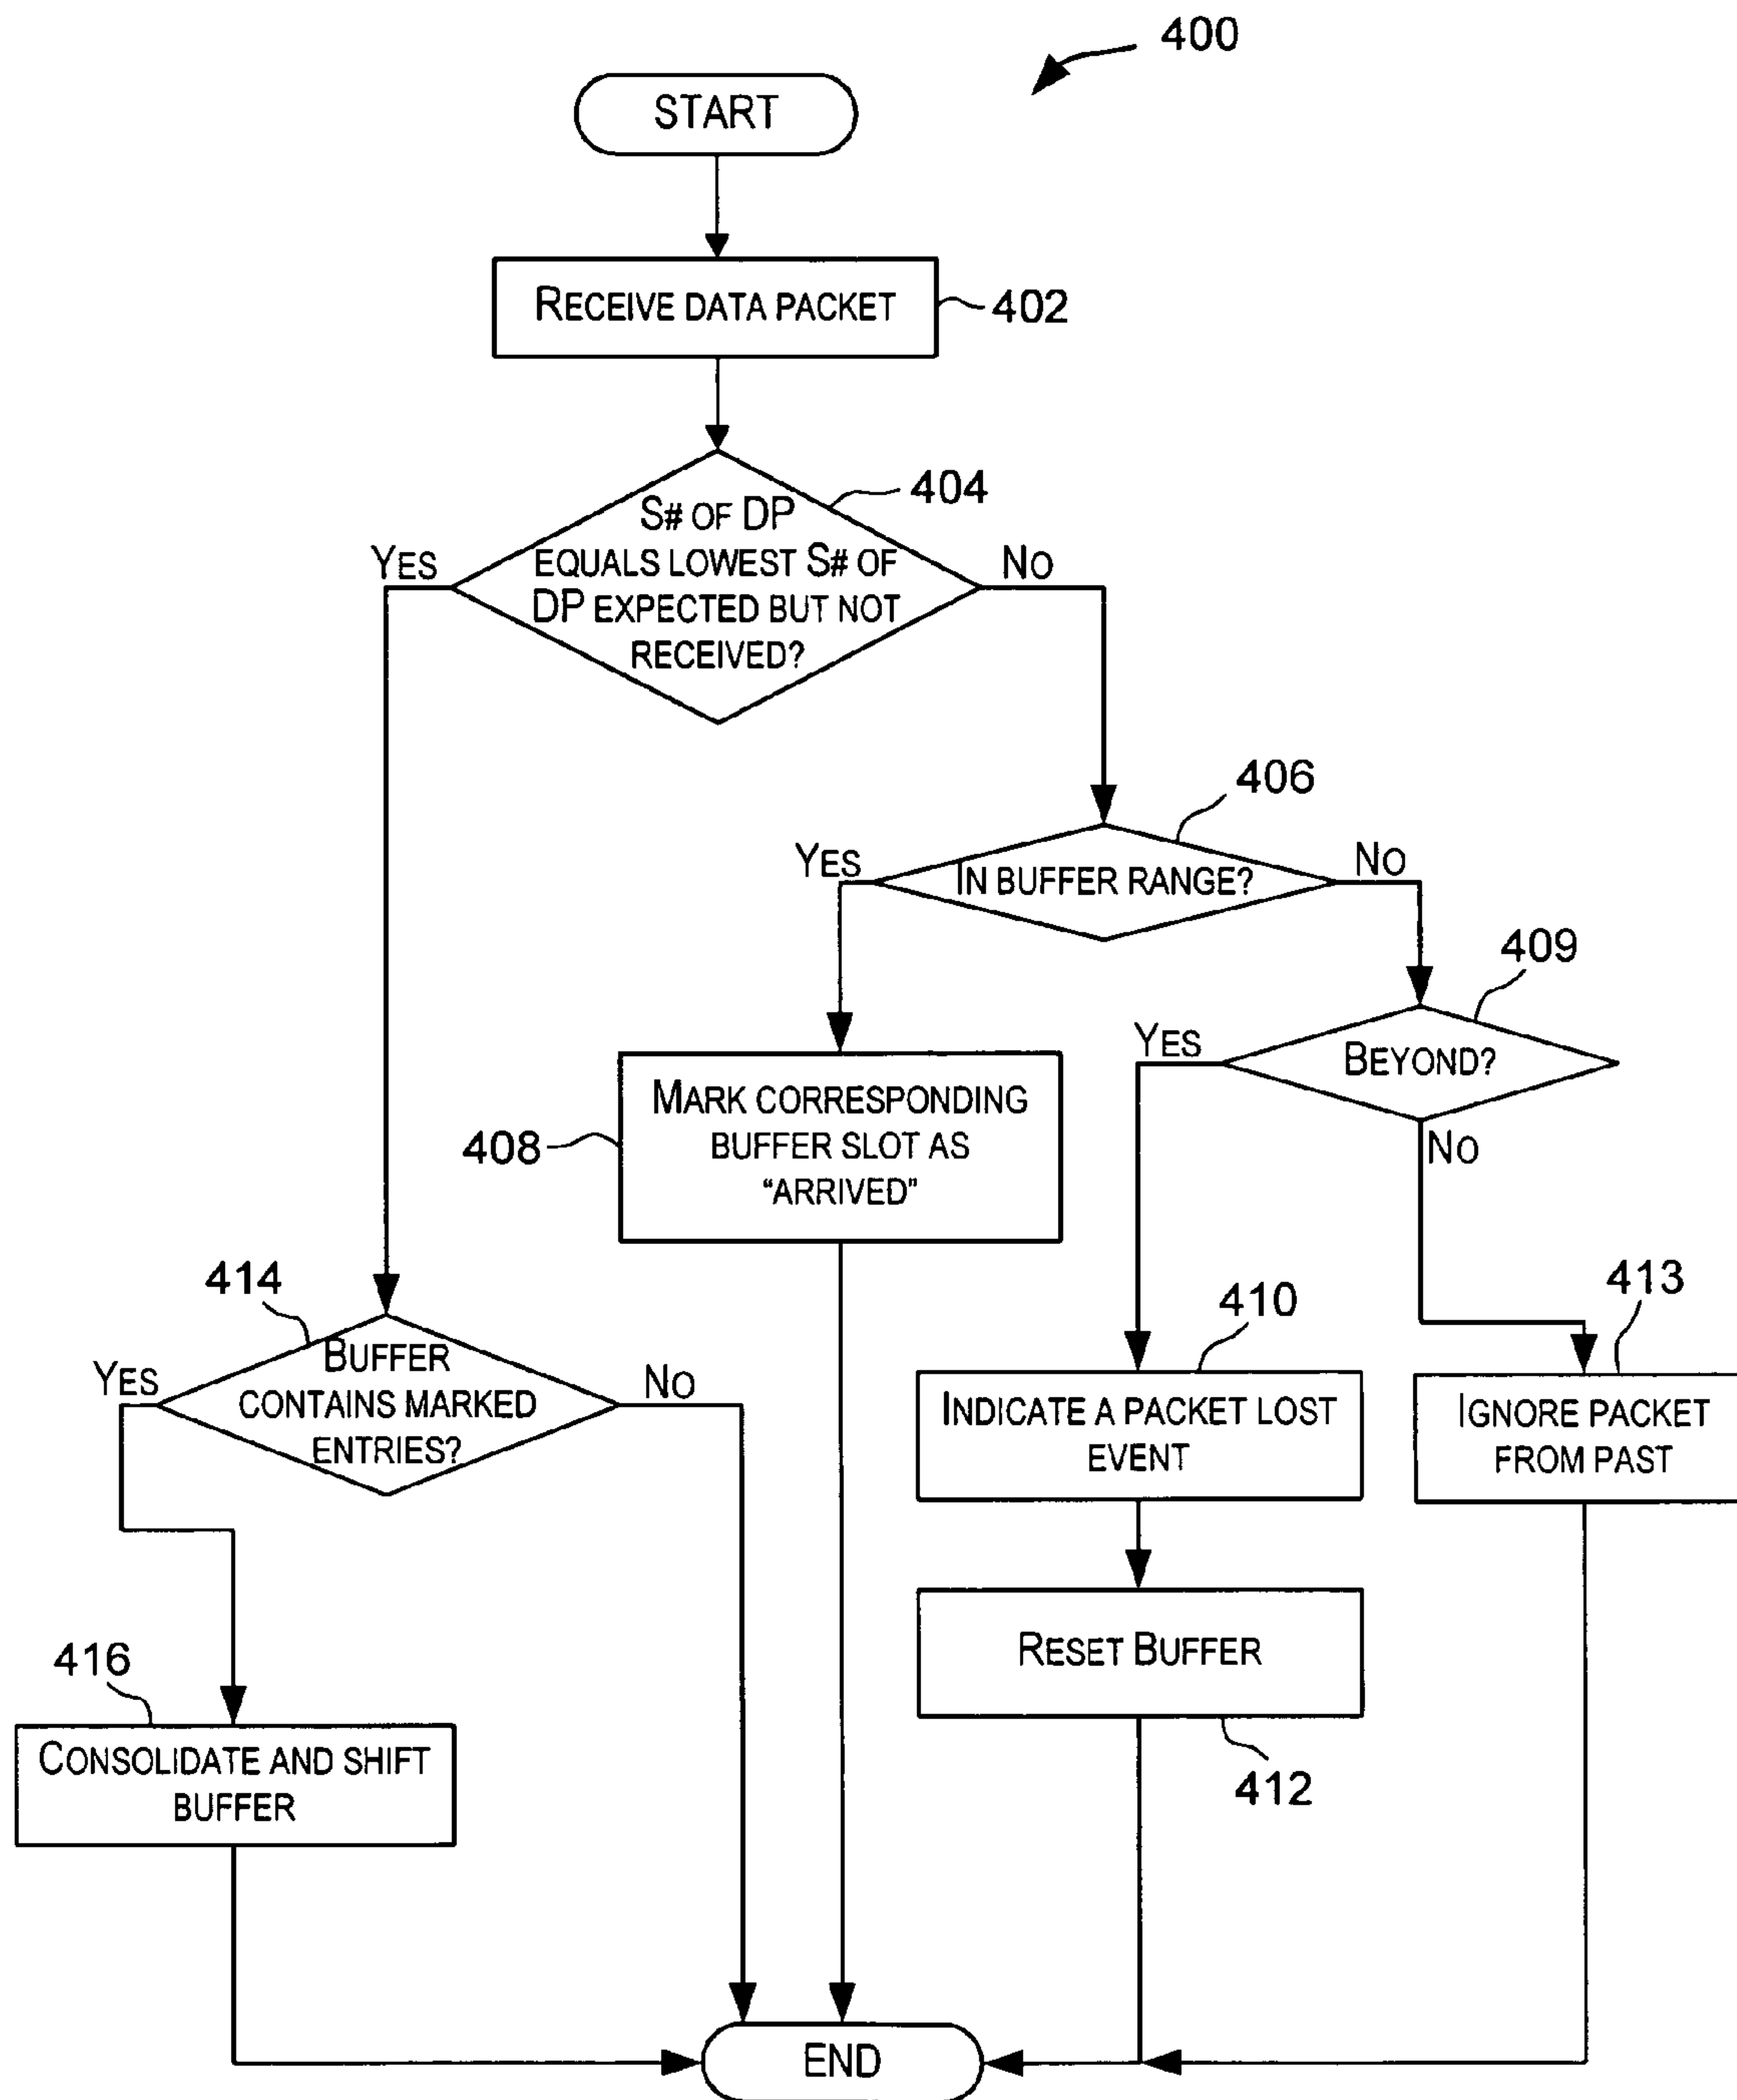 400
START
RECEIVE DATA PACKET
402
404
S# OF DP
EQUALS LOWEST S# OF
DP EXPECTED BUT NOT
RECEIVED?
YES
NO
406
YES
IN BUFFER RANGE?
NO
409
YES
BEYOND?
NO
MARK CORRESPONDING
BUFFER SLOT AS
“ARRIVED”
408
414
BUFFER
CONTAINS MARKED
ENTRIES?
YES
NO
410
INDICATE A PACKET LOST
EVENT
413
IGNORE PACKET
FROM PAST
RESET BUFFER
412
416
CONSOLIDATE AND SHIFT
BUFFER
END